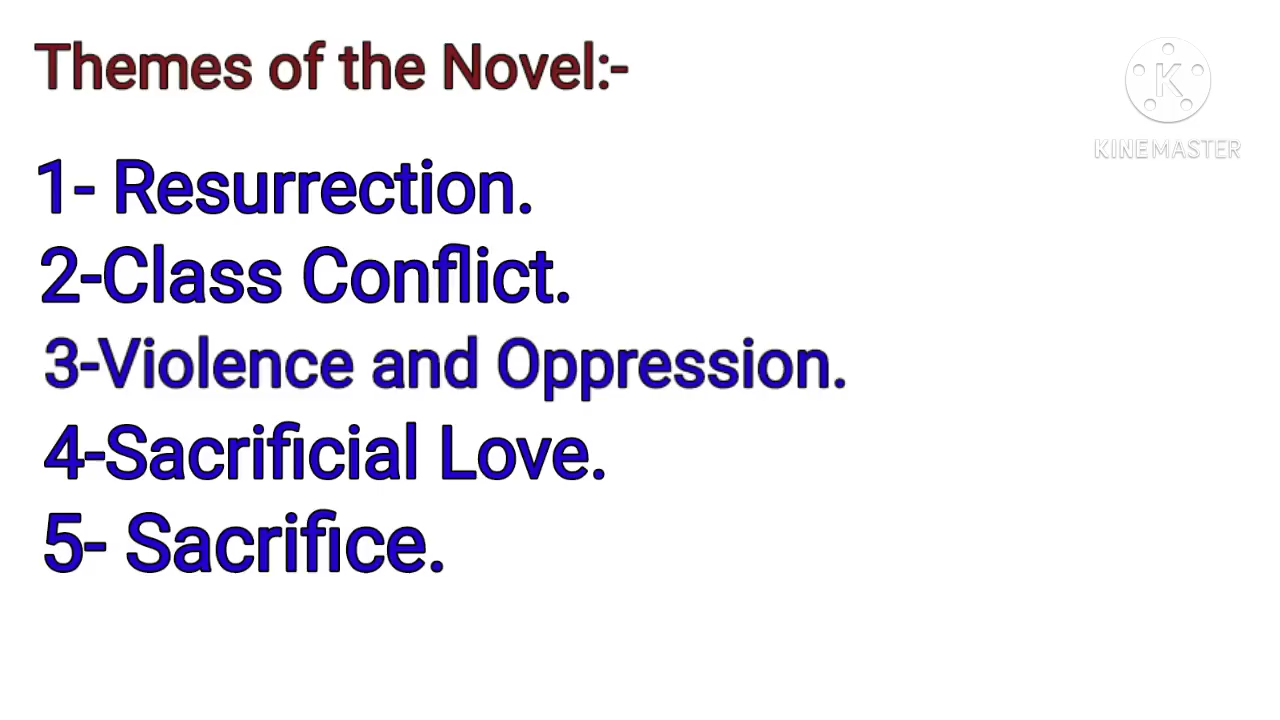 Themes of the Novel:-
K
KINEMASTER
1- Resurrection.
2-Class Conflict.
3-Violence and Oppression.
4-Sacrificial Love.
5- Sacrifice.